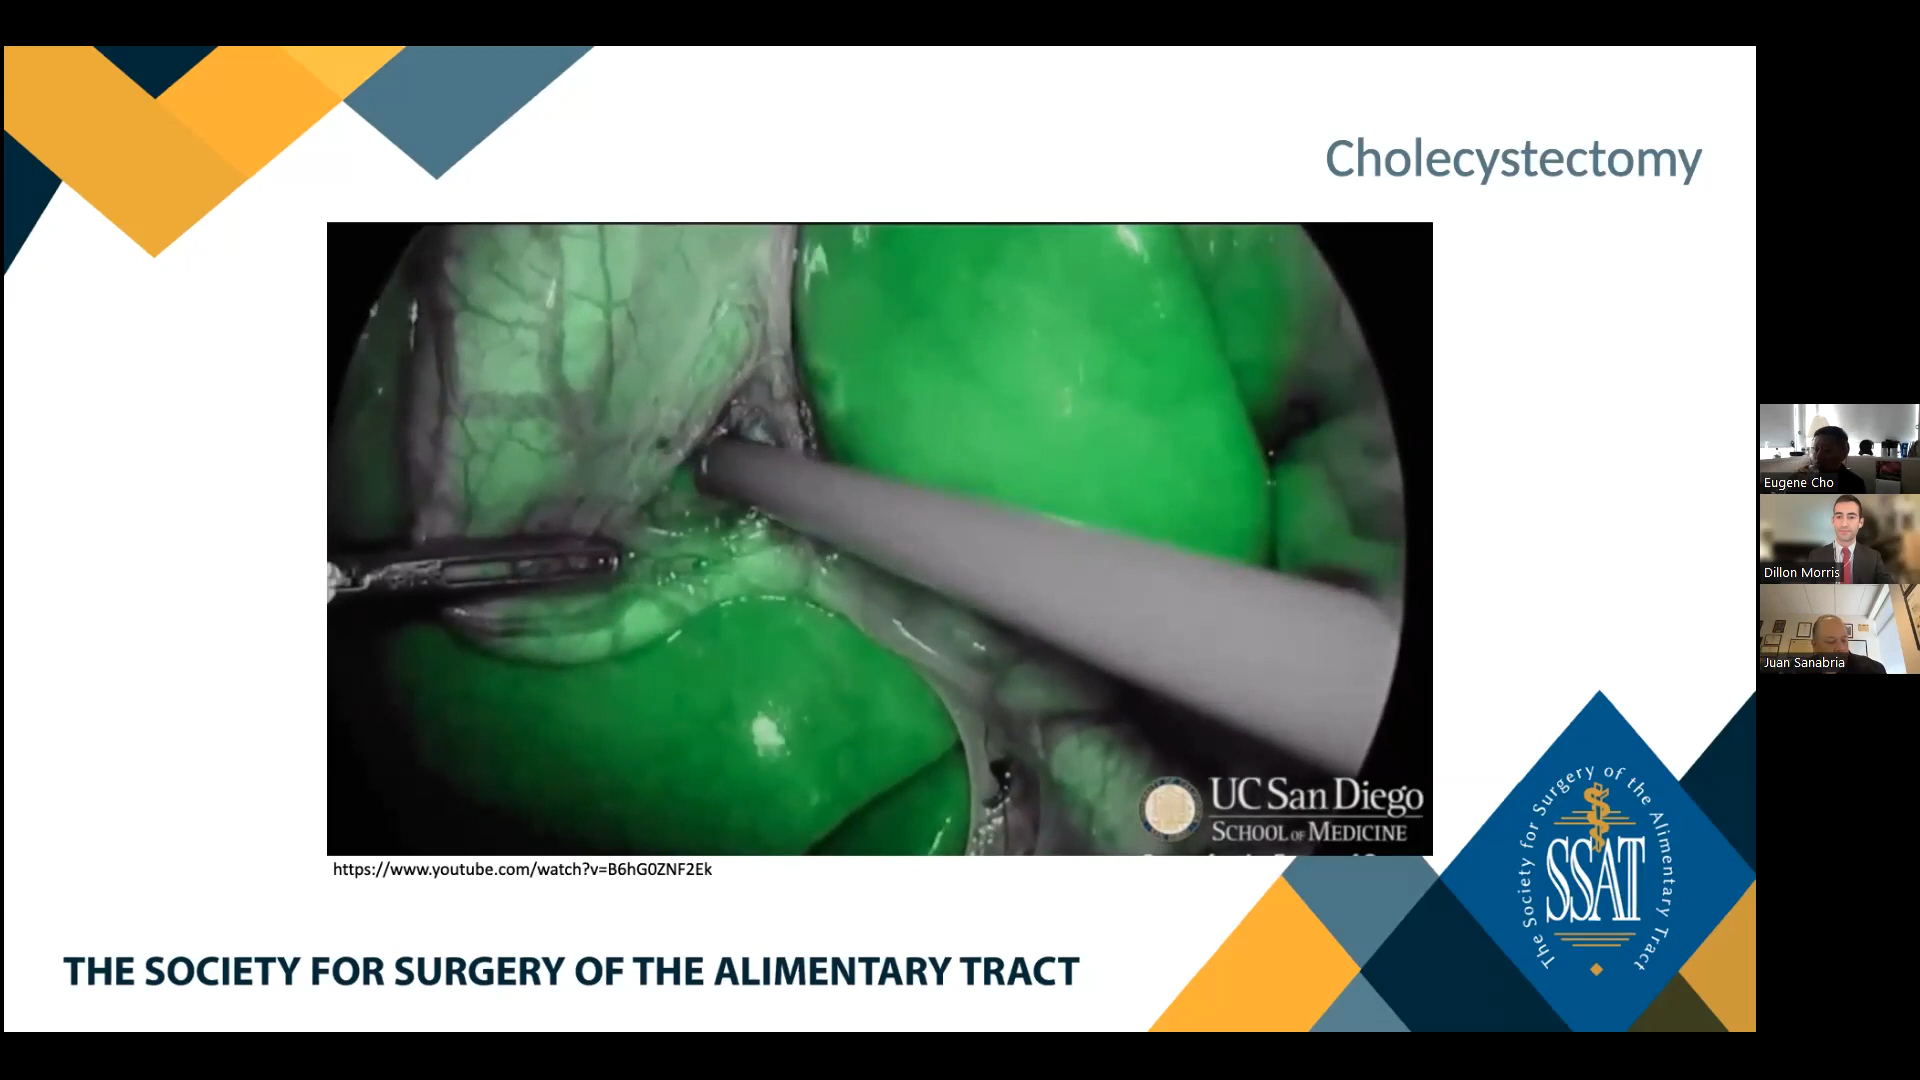 Cholecystectomy
UC San Diego
SCHOOL OF MEDICINE
https://www.youtube.com/watch?v=B6hG0ZNF2Ek
THE SOCIETY FOR SURGERY OF THE ALIMENTARY TRACT
The Society for Surgery of the Alimentary Tract
SSAT
Eugene Cho
Dillon Morris
Juan Sanabria